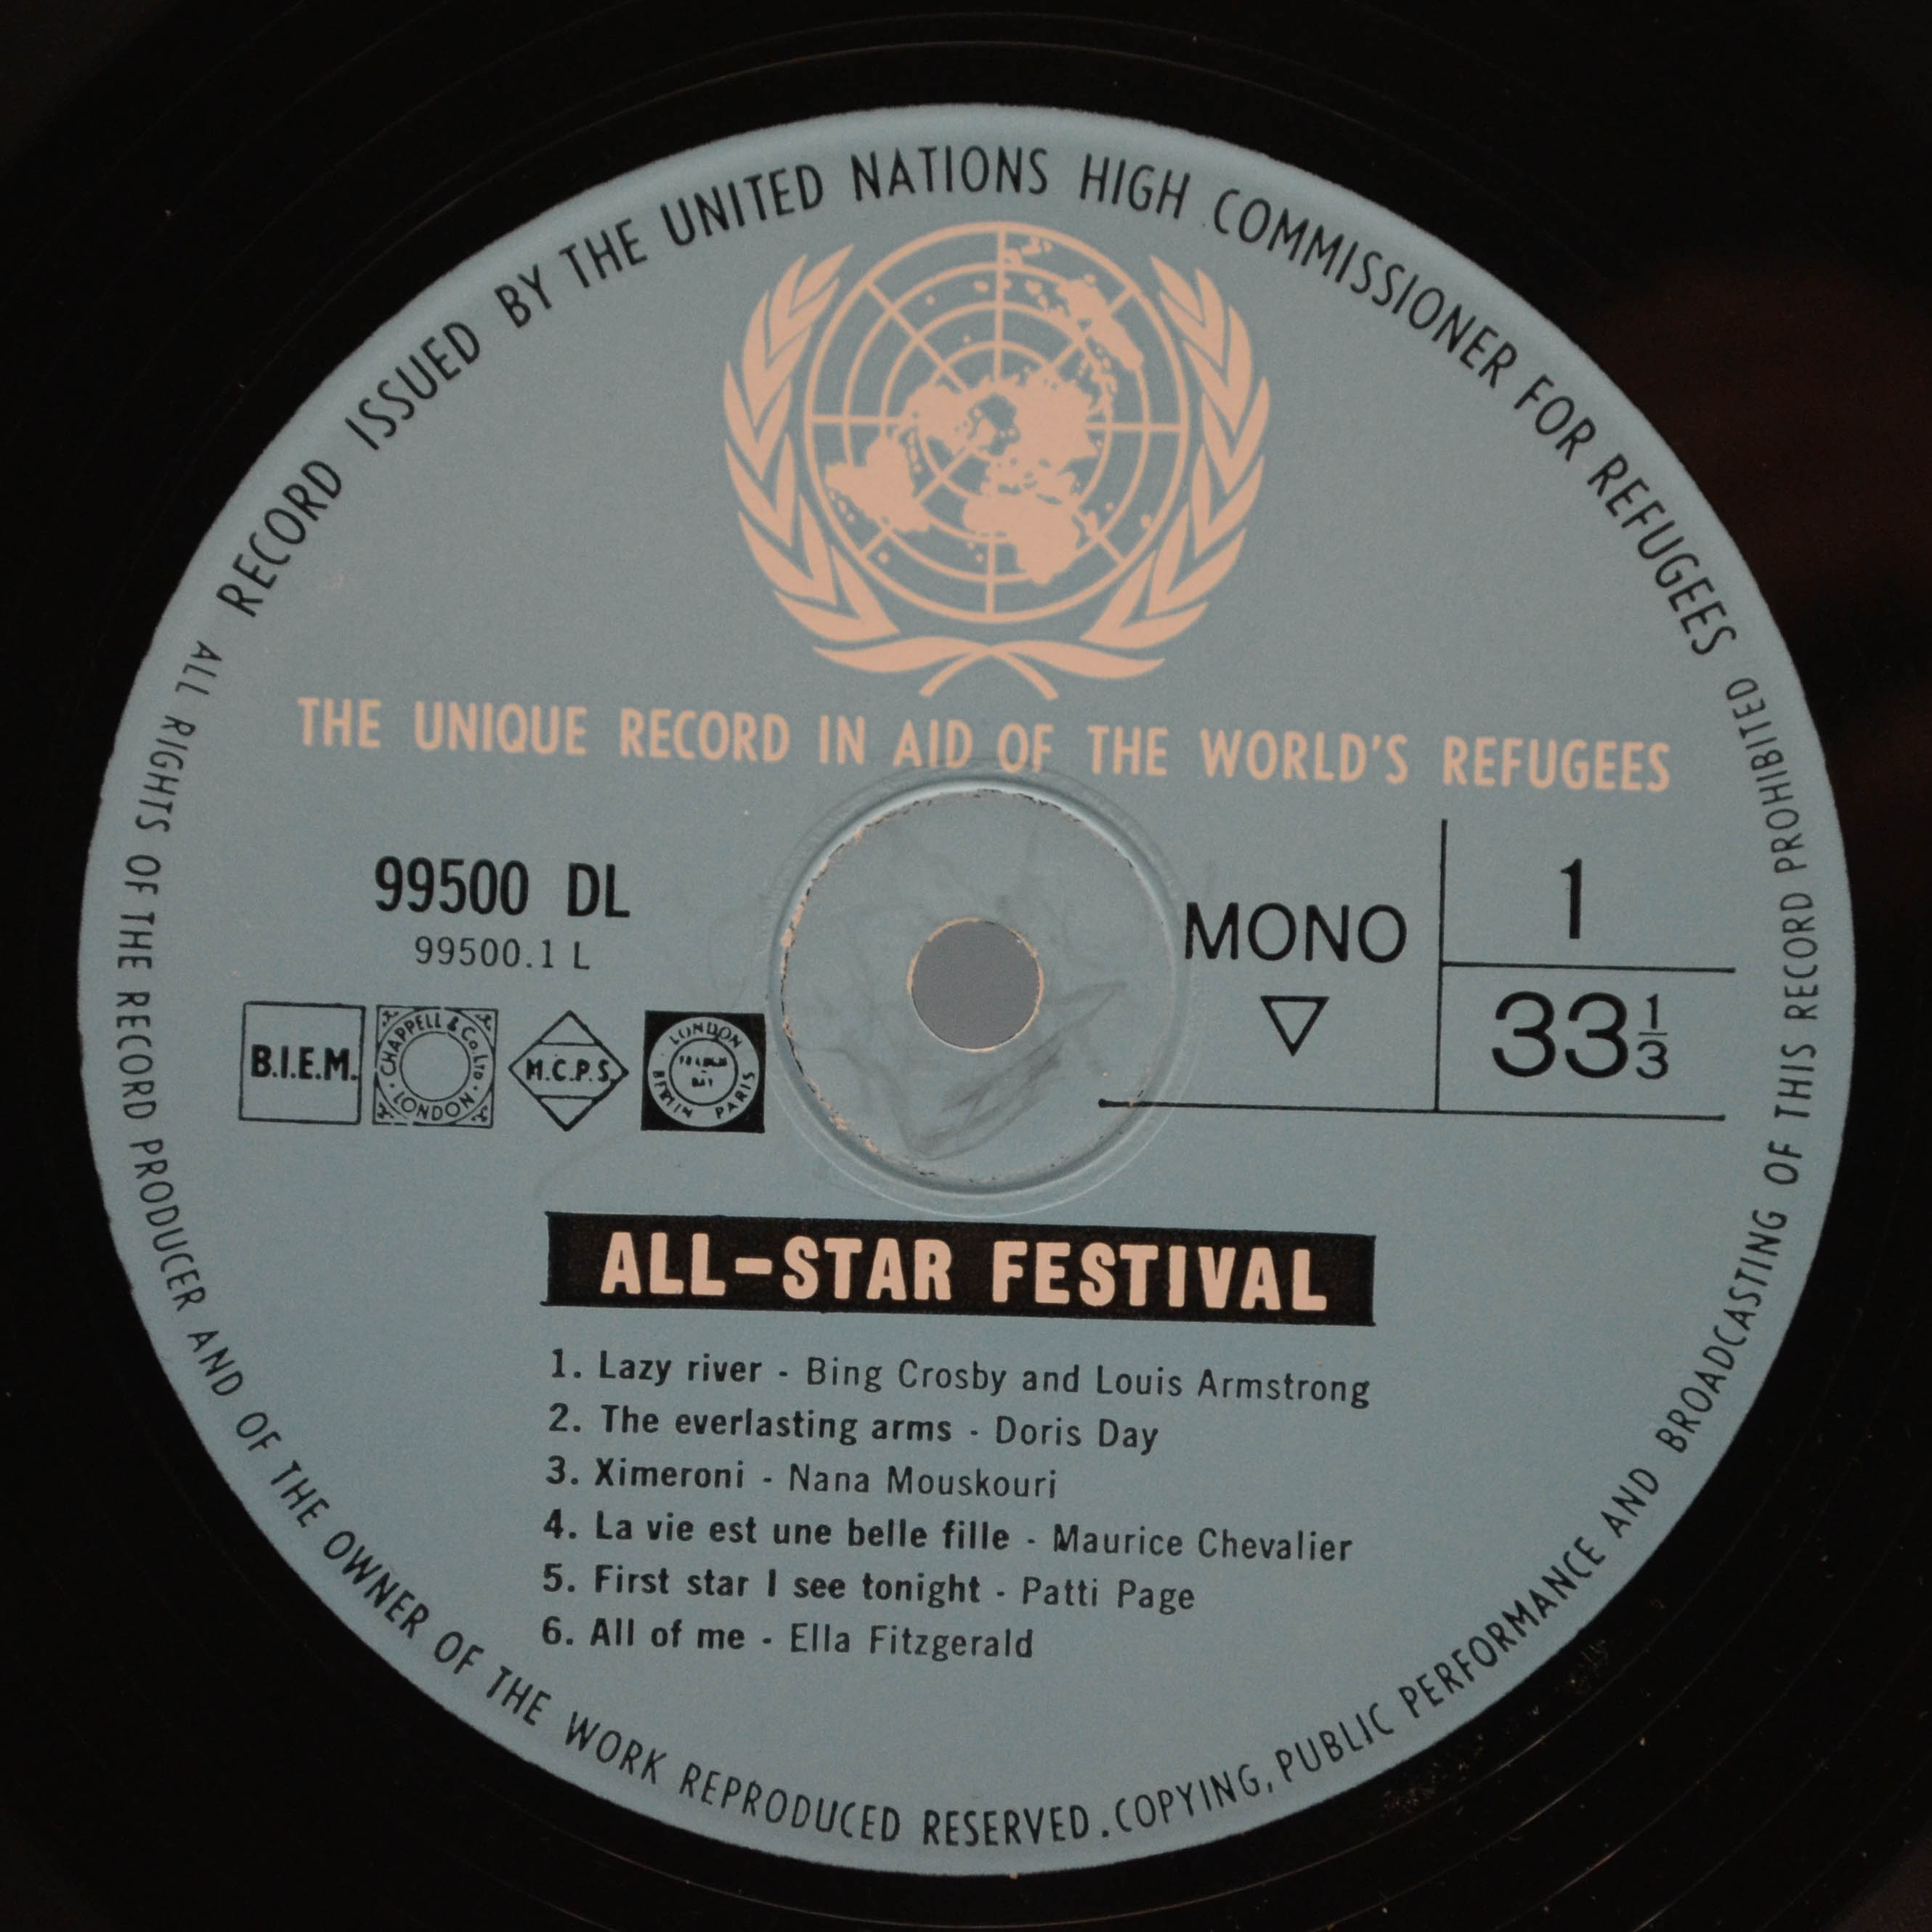 RECORD ISSUED BY THE UNITED NATIONS HIGH COMMISSIONER FOR REFUGEES
THE UNIQUE RECORD IN AID OF THE WORLD'S REFUGEES
99500 DL
99500.1 L
MONO
1
33⅓
B.I.E.M.
CHAPPELL & Co. LTD. LONDON
M.C.P.S.
LONDON PARIS BERLIN
ALL-STAR FESTIVAL
1. Lazy river - Bing Crosby and Louis Armstrong
2. The everlasting arms - Doris Day
3. Ximeroni - Nana Mouskouri
4. La vie est une belle fille - Maurice Chevalier
5. First star I see tonight - Patti Page
6. All of me - Ella Fitzgerald
ALL RIGHTS OF THE RECORD PRODUCER AND OF THE OWNER OF THE WORK REPRODUCED RESERVED. COPYING, PUBLIC PERFORMANCE AND BROADCASTING OF THIS RECORD PROHIBITED